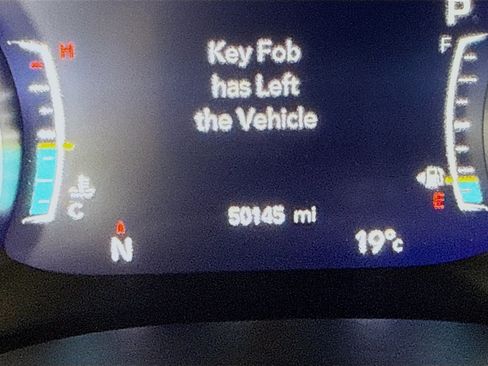 P
H
F
Key Fob
has Left
the Vehicle
C
E
50145 mi
N
19°C